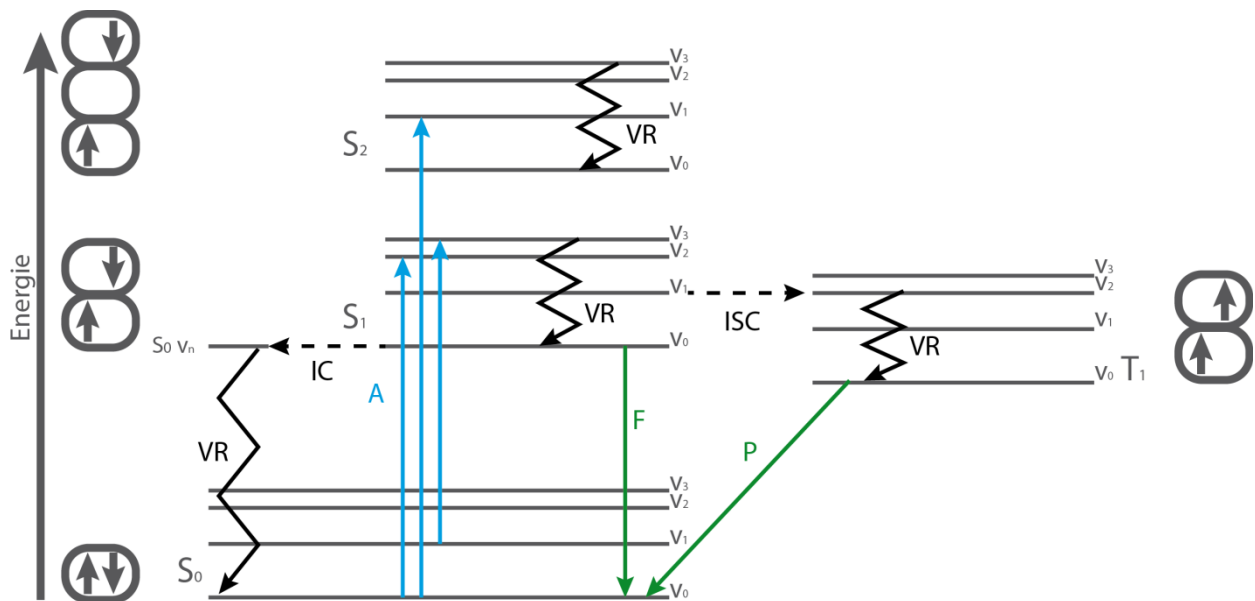 V₃
V₂
V₁
VR
S₂
V₀
Energie
V₃
V₂
V₁
ISC
V₃
V₂
V₁
S₁
VR
VR
S₀ Vₙ
V₀
IC
V₀ T₁
A
F
P
VR
V₃
V₂
V₁
S₀
V₀